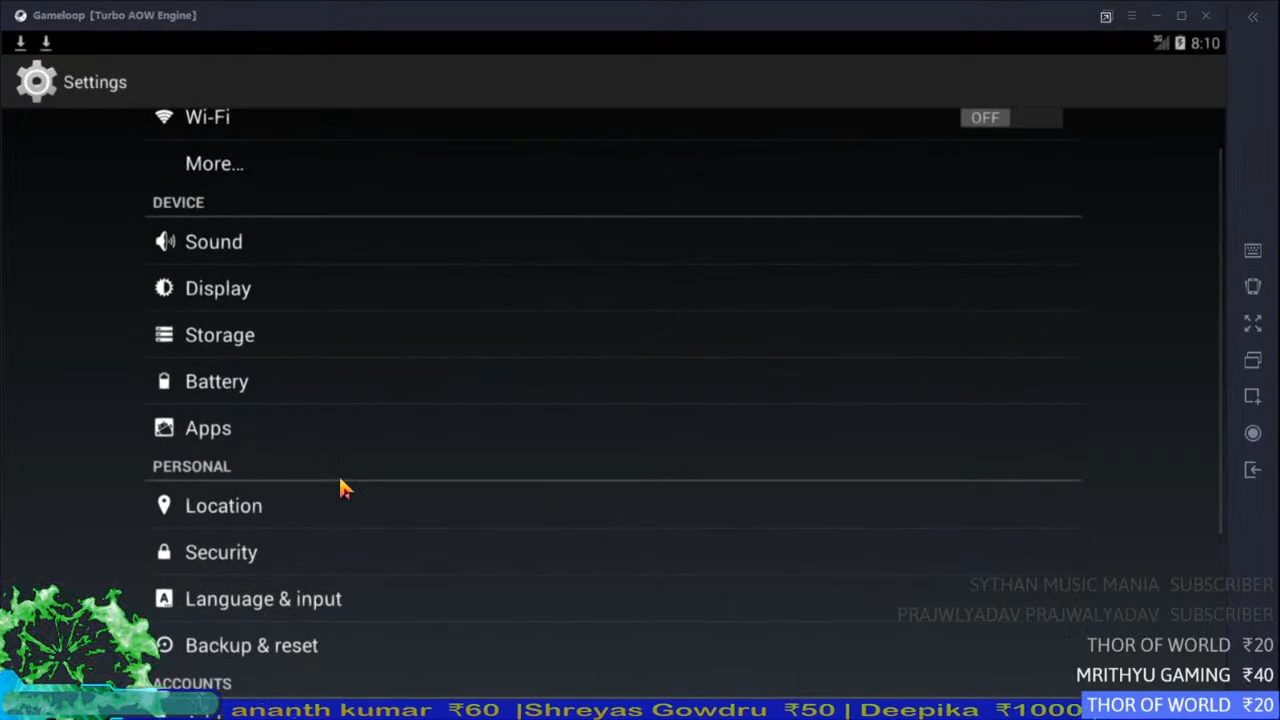 Gameloop [Turbo AOW Engine]
3G 8:10
Settings
Wi-Fi OFF
More...
DEVICE
Sound
Display
Storage
Battery
Apps
PERSONAL
Location
Security
Language & input
Backup & reset
ACCOUNTS
SYTHAN MUSIC MANIA SUBSCRIBER
PRAJWLYADAV PRAJWALYADAV SUBSCRIBER
THOR OF WORLD ₹20
MRITHYU GAMING ₹40
THOR OF WORLD ₹20
ananth kumar ₹60 |Shreyas Gowdru ₹50 | Deepika ₹1000